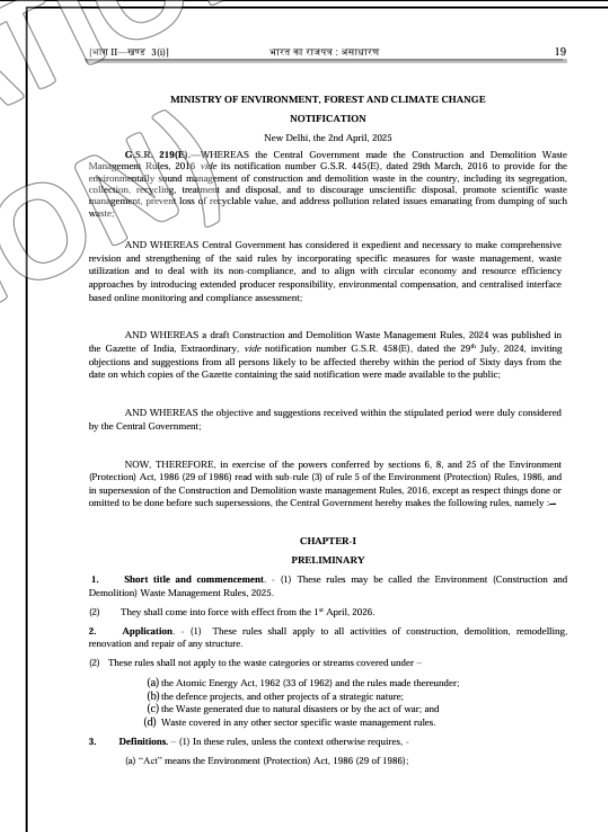 [भाग II—खण्ड 3(i)] भारत का राजपत्र : असाधारण 19
MINISTRY OF ENVIRONMENT, FOREST AND CLIMATE CHANGE
NOTIFICATION
New Delhi, the 2nd April, 2025
G.S.R. 219(E).—WHEREAS the Central Government made the Construction and Demolition Waste
Management Rules, 2016 vide its notification number G.S.R. 445(E), dated 29th March, 2016 to provide for the
environmentally sound management of construction and demolition waste in the country, including its segregation,
collection, recycling, treatment and disposal, and to discourage unscientific disposal, promote scientific waste
management, prevent loss of recyclable value, and address pollution related issues emanating from dumping of such
waste;
AND WHEREAS Central Government has considered it expedient and necessary to make comprehensive
revision and strengthening of the said rules by incorporating specific measures for waste management, waste
utilization and to deal with its non-compliance, and to align with circular economy and resource efficiency
approaches by introducing extended producer responsibility, environmental compensation, and centralised interface
based online monitoring and compliance assessment;
AND WHEREAS a draft Construction and Demolition Waste Management Rules, 2024 was published in
the Gazette of India, Extraordinary, vide notification number G.S.R. 458(E), dated the 29th July, 2024, inviting
objections and suggestions from all persons likely to be affected thereby within the period of Sixty days from the
date on which copies of the Gazette containing the said notification were made available to the public;
AND WHEREAS the objective and suggestions received within the stipulated period were duly considered
by the Central Government;
NOW, THEREFORE, in exercise of the powers conferred by sections 6, 8, and 25 of the Environment
(Protection) Act, 1986 (29 of 1986) read with sub-rule (3) of rule 5 of the Environment (Protection) Rules, 1986, and
in supersession of the Construction and Demolition waste management Rules, 2016, except as respect things done or
omitted to be done before such supersessions, the Central Government hereby makes the following rules, namely :—
CHAPTER-I
PRELIMINARY
1. Short title and commencement. - (1) These rules may be called the Environment (Construction and
Demolition) Waste Management Rules, 2025.
(2) They shall come into force with effect from the 1st April, 2026.
2. Application. - (1) These rules shall apply to all activities of construction, demolition, remodelling,
renovation and repair of any structure.
(2) These rules shall not apply to the waste categories or streams covered under –
(a) the Atomic Energy Act, 1962 (33 of 1962) and the rules made thereunder;
(b) the defence projects, and other projects of a strategic nature;
(c) the Waste generated due to natural disasters or by the act of war; and
(d) Waste covered in any other sector specific waste management rules.
3. Definitions. – (1) In these rules, unless the context otherwise requires, -
(a) “Act” means the Environment (Protection) Act, 1986 (29 of 1986);